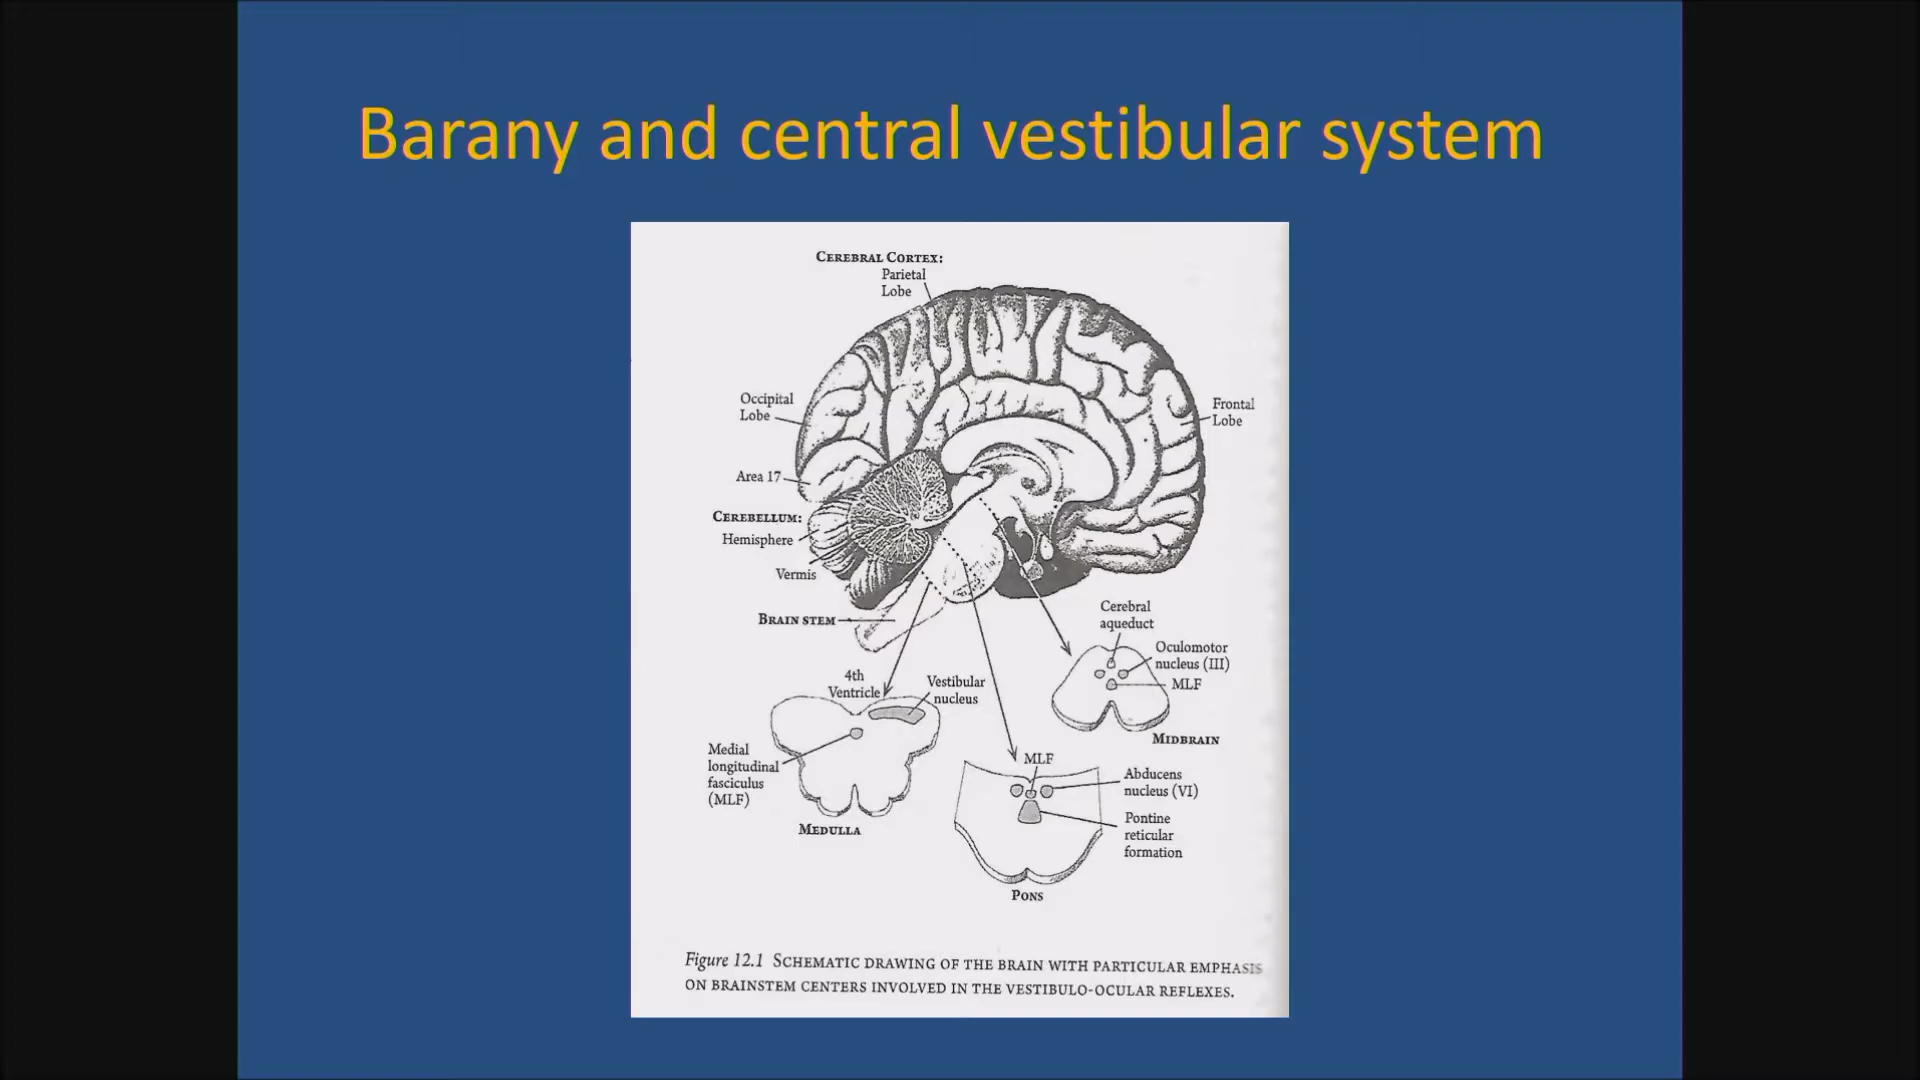 Barany and central vestibular system
CEREBRAL CORTEX:
Parietal
Lobe
Occipital
Lobe
Frontal
Lobe
Area 17
CEREBELLUM:
Hemisphere
Vermis
BRAIN STEM
Cerebral
aqueduct
Oculomotor
nucleus (III)
MLF
MIDBRAIN
4th
Ventricle
Vestibular
nucleus
Medial
longitudinal
fasciculus
(MLF)
MEDULLA
MLF
Abducens
nucleus (VI)
Pontine
reticular
formation
PONS
Figure 12.1 SCHEMATIC DRAWING OF THE BRAIN WITH PARTICULAR EMPHASIS
ON BRAINSTEM CENTERS INVOLVED IN THE VESTIBULO-OCULAR REFLEXES.